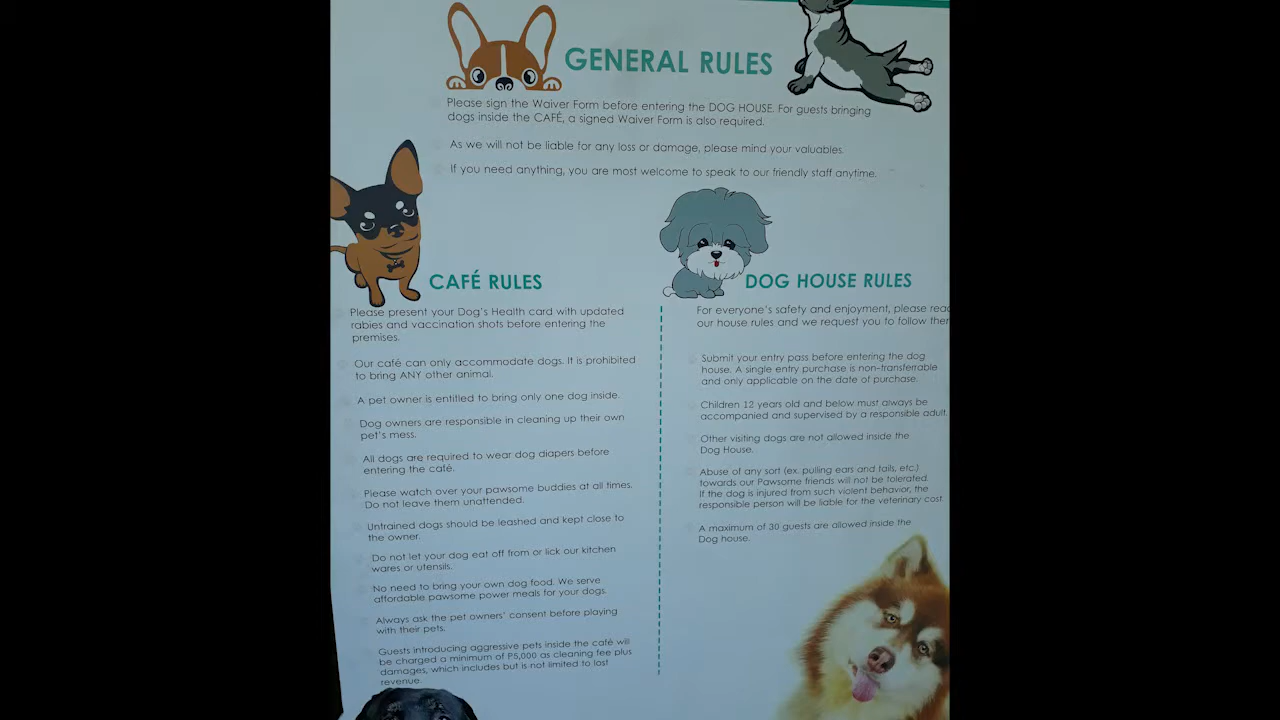 GENERAL RULES
Please sign the Waiver Form before entering the DOG HOUSE. For guests bringing
dogs inside the CAFÉ, a signed Waiver Form is also required.
As we will not be liable for any loss or damage, please mind your valuables.
If you need anything, you are most welcome to speak to our friendly staff anytime.
CAFÉ RULES
Please present your Dog's Health card with updated
rabies and vaccination shots before entering the
premises.
Our café can only accommodate dogs. It is prohibited
to bring ANY other animal.
A pet owner is entitled to bring only one dog inside.
Dog owners are responsible in cleaning up their own
pet's mess.
All dogs are required to wear dog diapers before
entering the café.
Please watch over your pawsome buddies at all times.
Do not leave them unattended.
Untrained dogs should be leashed and kept close to
the owner.
Do not let your dog eat off from or lick our kitchen
wares or utensils.
No need to bring your own dog food. We serve
affordable pawsome power meals for your dogs.
Always ask the pet owners' consent before playing
with their pets.
Guests introducing aggressive pets inside the café will
be charged a minimum of P5,000 as cleaning fee plus
damages, which includes but is not limited to lost
revenue.
DOG HOUSE RULES
For everyone's safety and enjoyment, please read
our house rules and we request you to follow them
Submit your entry pass before entering the dog
house. A single entry purchase is non-transferrable
and only applicable on the date of purchase.
Children 12 years old and below must always be
accompanied and supervised by a responsible adult.
Other visiting dogs are not allowed inside the
Dog House.
Abuse of any sort (ex. pulling ears and tails, etc.)
towards our Pawsome friends will not be tolerated.
If the dog is injured from such violent behavior, the
responsible person will be liable for the veterinary cost.
A maximum of 30 guests are allowed inside the
Dog house.